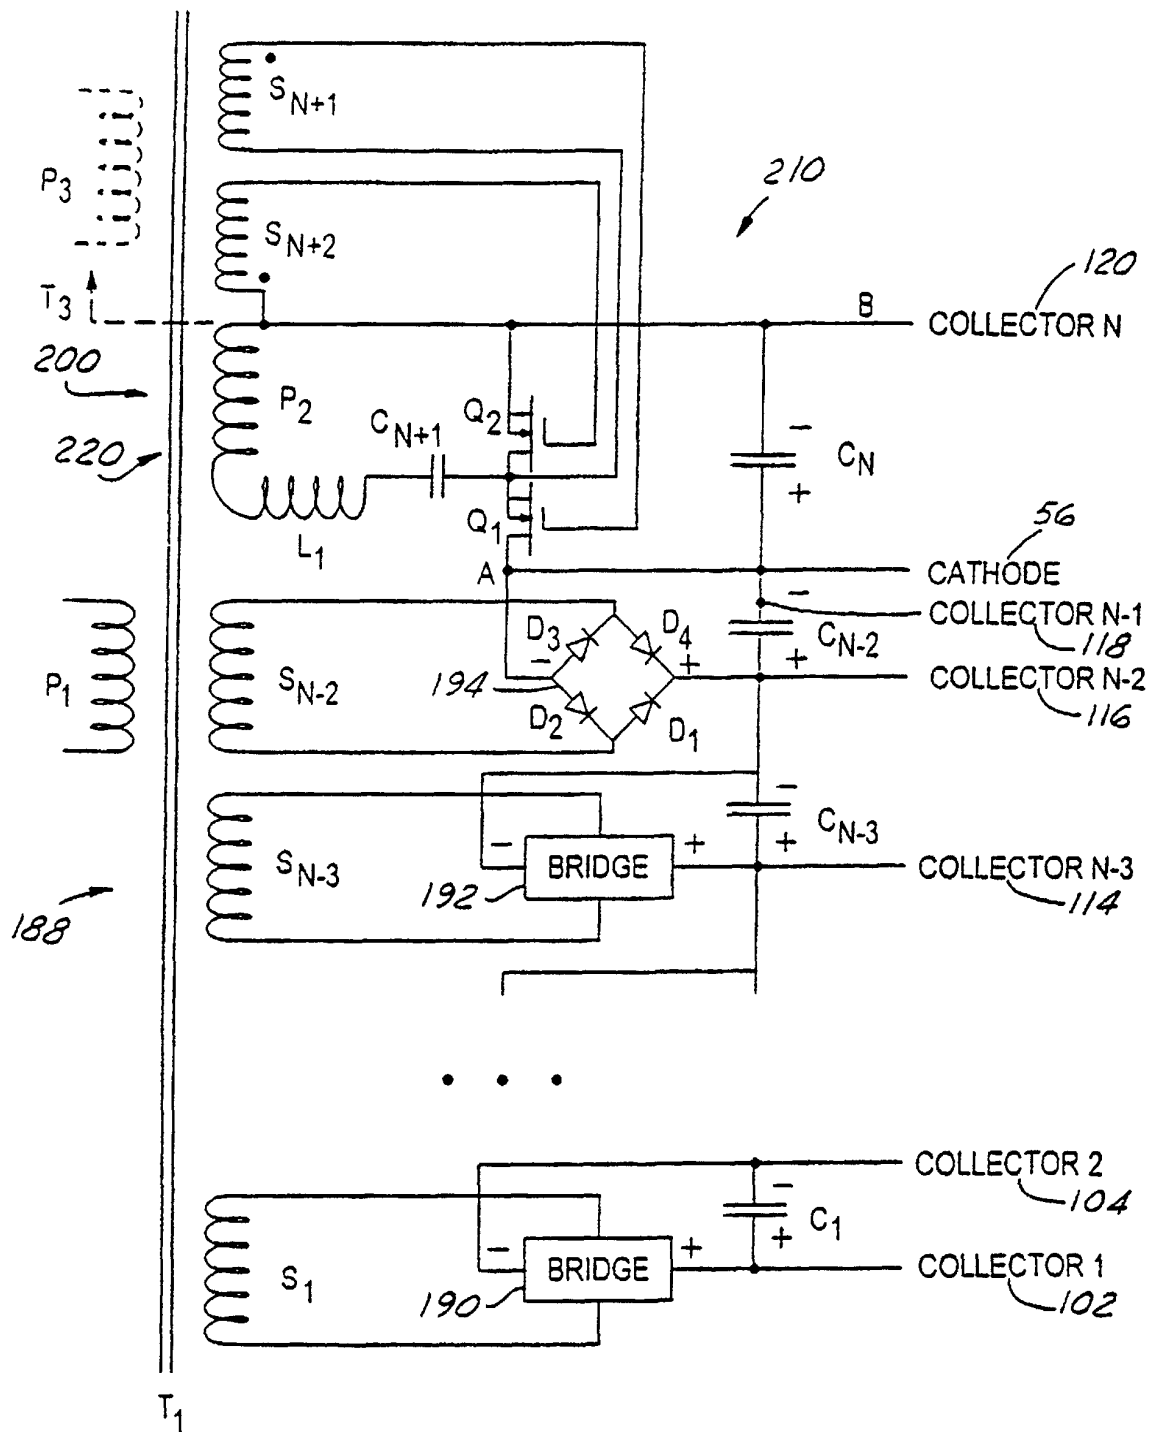 S_{N+1}
P_3
210
S_{N+2}
120
T_3
B
COLLECTOR N
200
P_2
Q_2
C_{N+1}
−
C_N
220
+
Q_1
56
L_1
A
CATHODE
−
COLLECTOR N-1
D_3
D_4
C_{N-2}
118
−
+
+
P_1
S_{N-2}
194
COLLECTOR N-2
D_2
D_1
116
−
C_{N-3}
S_{N-3}
−
BRIDGE
+
+
COLLECTOR N-3
192
114
188
• • •
COLLECTOR 2
−
104
C_1
−
+
+
S_1
BRIDGE
COLLECTOR 1
190
102
T_1